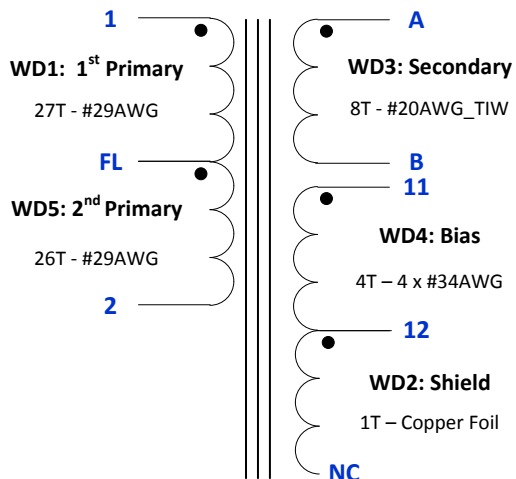 1
WD1: 1st Primary
27T - #29AWG
FL
WD5: 2nd Primary
26T - #29AWG
2
A
WD3: Secondary
8T - #20AWG_TIW
B
11
WD4: Bias
4T – 4 x #34AWG
12
WD2: Shield
1T – Copper Foil
NC